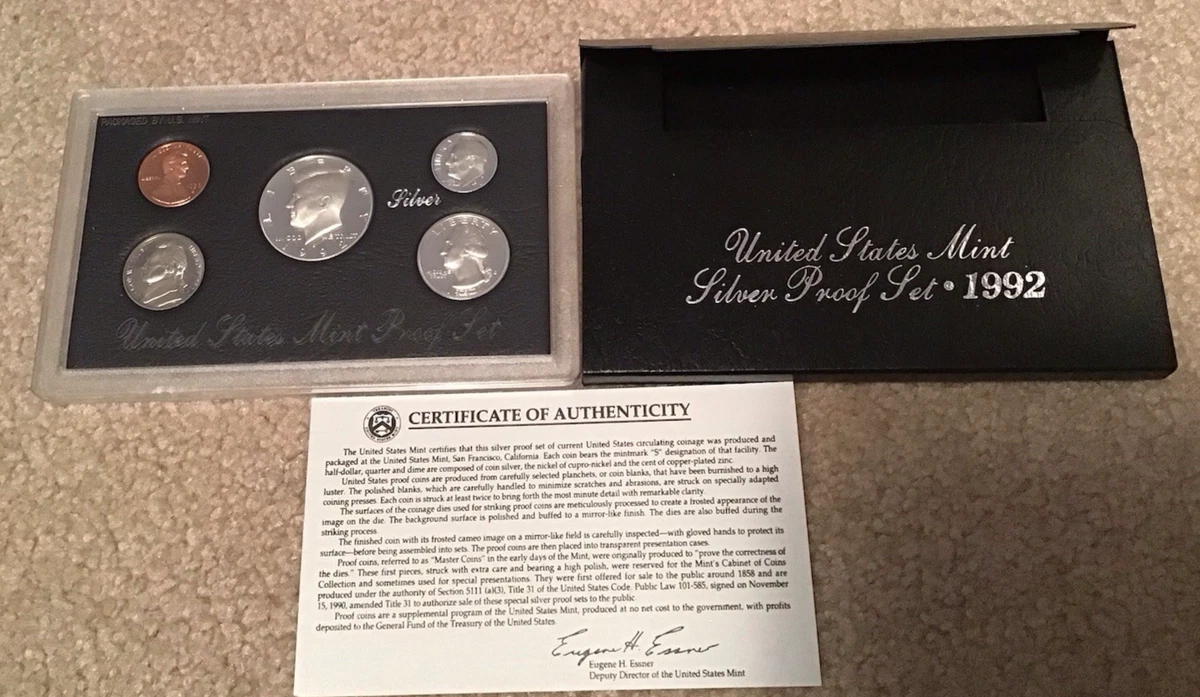 PACKAGED BY U.S. MINT
LIBERTY
Silver
LIBERTY
United States Mint Proof Set
United States Mint
Silver Proof Set • 1992
CERTIFICATE OF AUTHENTICITY
The United States Mint certifies that this silver proof set of current United States circulating coinage was produced and
packaged at the United States Mint, San Francisco, California. Each coin bears the mintmark "S" designation of that facility. The
half-dollar, quarter and dime are composed of coin silver, the nickel of cupro-nickel and the cent of copper-plated zinc.
United States proof coins are produced from carefully selected planchets, or coin blanks, that have been burnished to a high
luster. The polished blanks, which are carefully handled to minimize scratches and abrasions, are struck on specially adapted
coining presses. Each coin is struck at least twice to bring forth the most minute detail with remarkable clarity.
The surfaces of the coinage dies used for striking proof coins are meticulously processed to create a frosted appearance of the
image on the die. The background surface is polished and buffed to a mirror-like finish. The dies are also buffed during the
striking process.
The finished coin with its frosted cameo image on a mirror-like field is carefully inspected—with gloved hands to protect its
surface—before being assembled into sets. The proof coins are then placed into transparent presentation cases.
Proof coins, referred to as "Master Coins" in the early days of the Mint, were originally produced to "prove the correctness of
the dies." These first pieces, struck with extra care and bearing a high polish, were reserved for the Mint's Cabinet of Coins
Collection and sometimes used for special presentations. They were first offered for sale to the public around 1858 and are
produced under the authority of Section 5111 (a)(3), Title 31 of the United States Code. Public Law 101-585, signed on November
15, 1990, amended Title 31 to authorize sale of these special silver proof sets to the public.
Proof coins are a supplemental program of the United States Mint, produced at no net cost to the government, with profits
deposited to the General Fund of the Treasury of the United States.
Eugene H. Essner
Eugene H. Essner
Deputy Director of the United States Mint